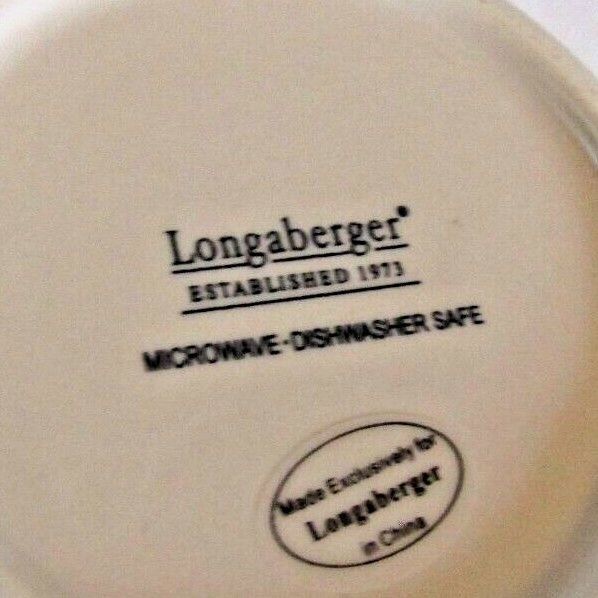 Longaberger®
ESTABLISHED 1973
MICROWAVE-DISHWASHER SAFE
Made Exclusively for
Longaberger
in China